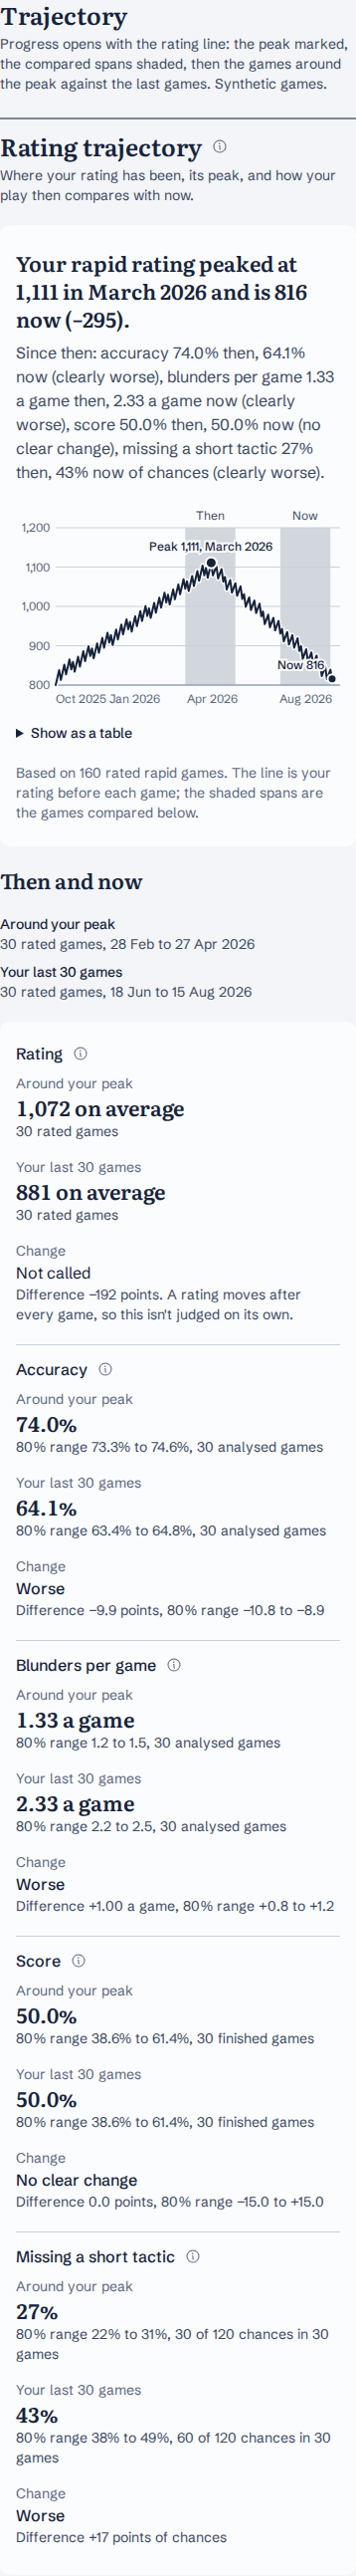 Trajectory
Progress opens with the rating line: the peak marked,
the compared spans shaded, then the games around
the peak against the last games. Synthetic games.
Rating trajectory
Where your rating has been, its peak, and how your
play then compares with now.
Your rapid rating peaked at
1,111 in March 2026 and is 816
now (−295).
Since then: accuracy 74.0% then, 64.1%
now (clearly worse), blunders per game 1.33
a game then, 2.33 a game now (clearly
worse), score 50.0% then, 50.0% now (no
clear change), missing a short tactic 27%
then, 43% now of chances (clearly worse).
Then Now
1,200
Peak 1,111, March 2026
1,100
1,000
900
Now 816
800
Oct 2025 Jan 2026 Apr 2026 Aug 2026
Show as a table
Based on 160 rated rapid games. The line is your
rating before each game; the shaded spans are
the games compared below.
Then and now
Around your peak
30 rated games, 28 Feb to 27 Apr 2026
Your last 30 games
30 rated games, 18 Jun to 15 Aug 2026
Rating
Around your peak
1,072 on average
30 rated games
Your last 30 games
881 on average
30 rated games
Change
Not called
Difference −192 points. A rating moves after
every game, so this isn't judged on its own.
Accuracy
Around your peak
74.0%
80% range 73.3% to 74.6%, 30 analysed games
Your last 30 games
64.1%
80% range 63.4% to 64.8%, 30 analysed games
Change
Worse
Difference −9.9 points, 80% range −10.8 to −8.9
Blunders per game
Around your peak
1.33 a game
80% range 1.2 to 1.5, 30 analysed games
Your last 30 games
2.33 a game
80% range 2.2 to 2.5, 30 analysed games
Change
Worse
Difference +1.00 a game, 80% range +0.8 to +1.2
Score
Around your peak
50.0%
80% range 38.6% to 61.4%, 30 finished games
Your last 30 games
50.0%
80% range 38.6% to 61.4%, 30 finished games
Change
No clear change
Difference 0.0 points, 80% range −15.0 to +15.0
Missing a short tactic
Around your peak
27%
80% range 22% to 31%, 30 of 120 chances in 30
games
Your last 30 games
43%
80% range 38% to 49%, 60 of 120 chances in 30
games
Change
Worse
Difference +17 points of chances